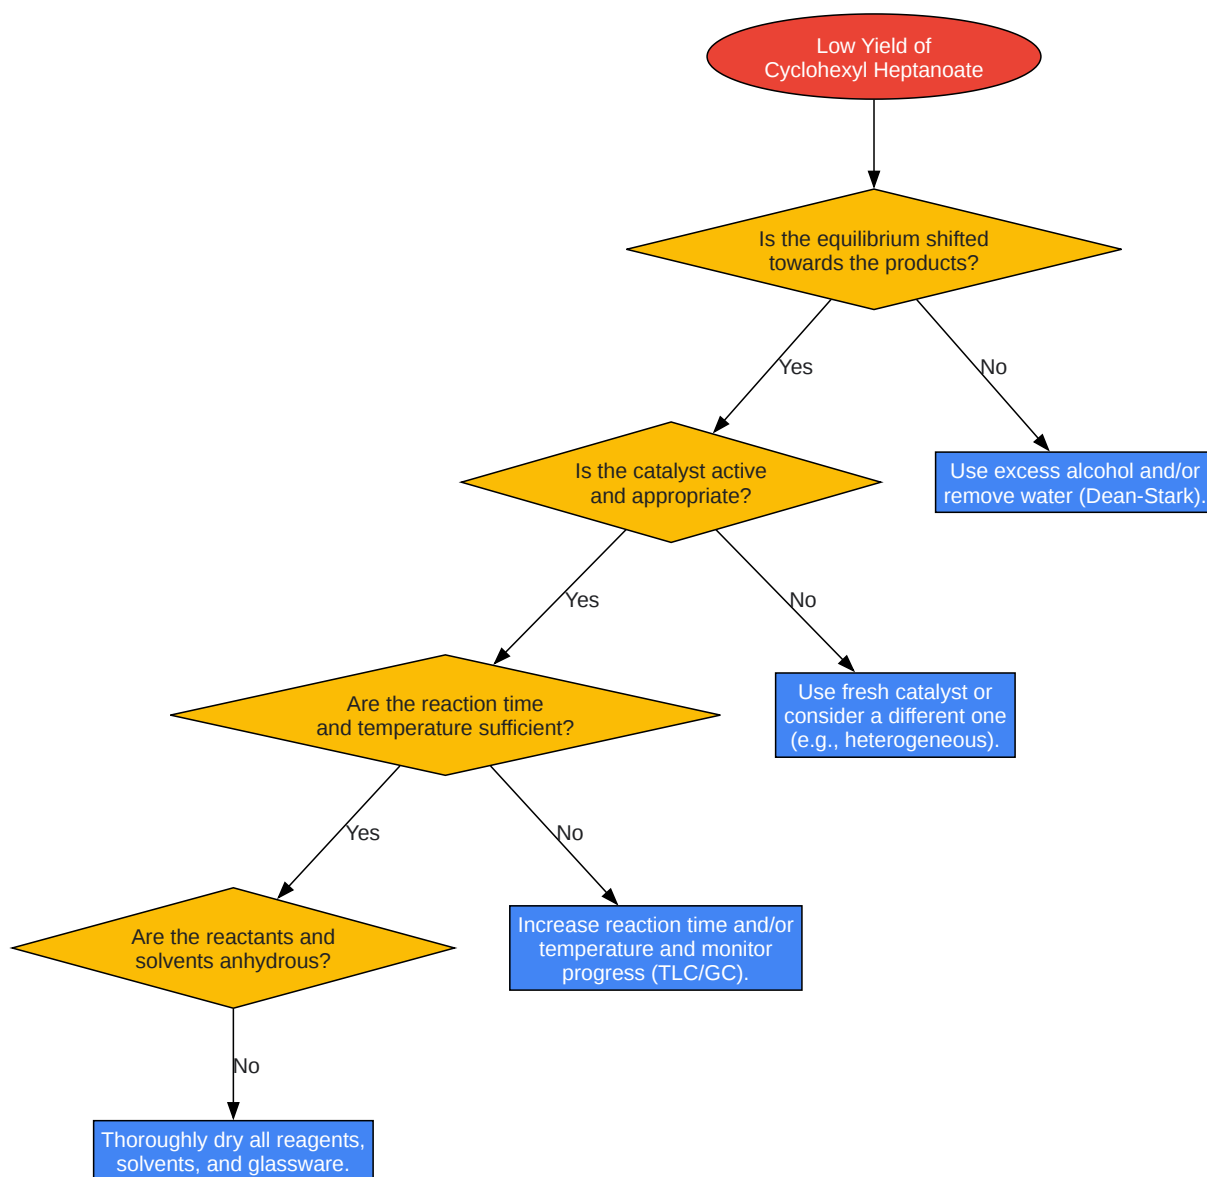 Low Yield of
Cyclohexyl Heptanoate
Is the equilibrium shifted
towards the products?
Yes
No
Is the catalyst active
and appropriate?
Use excess alcohol and/or
remove water (Dean-Stark).
Yes
No
Are the reaction time
and temperature sufficient?
Use fresh catalyst or
consider a different one
(e.g., heterogeneous).
Yes
No
Are the reactants and
solvents anhydrous?
Increase reaction time and/or
temperature and monitor
progress (TLC/GC).
No
Thoroughly dry all reagents,
solvents, and glassware.